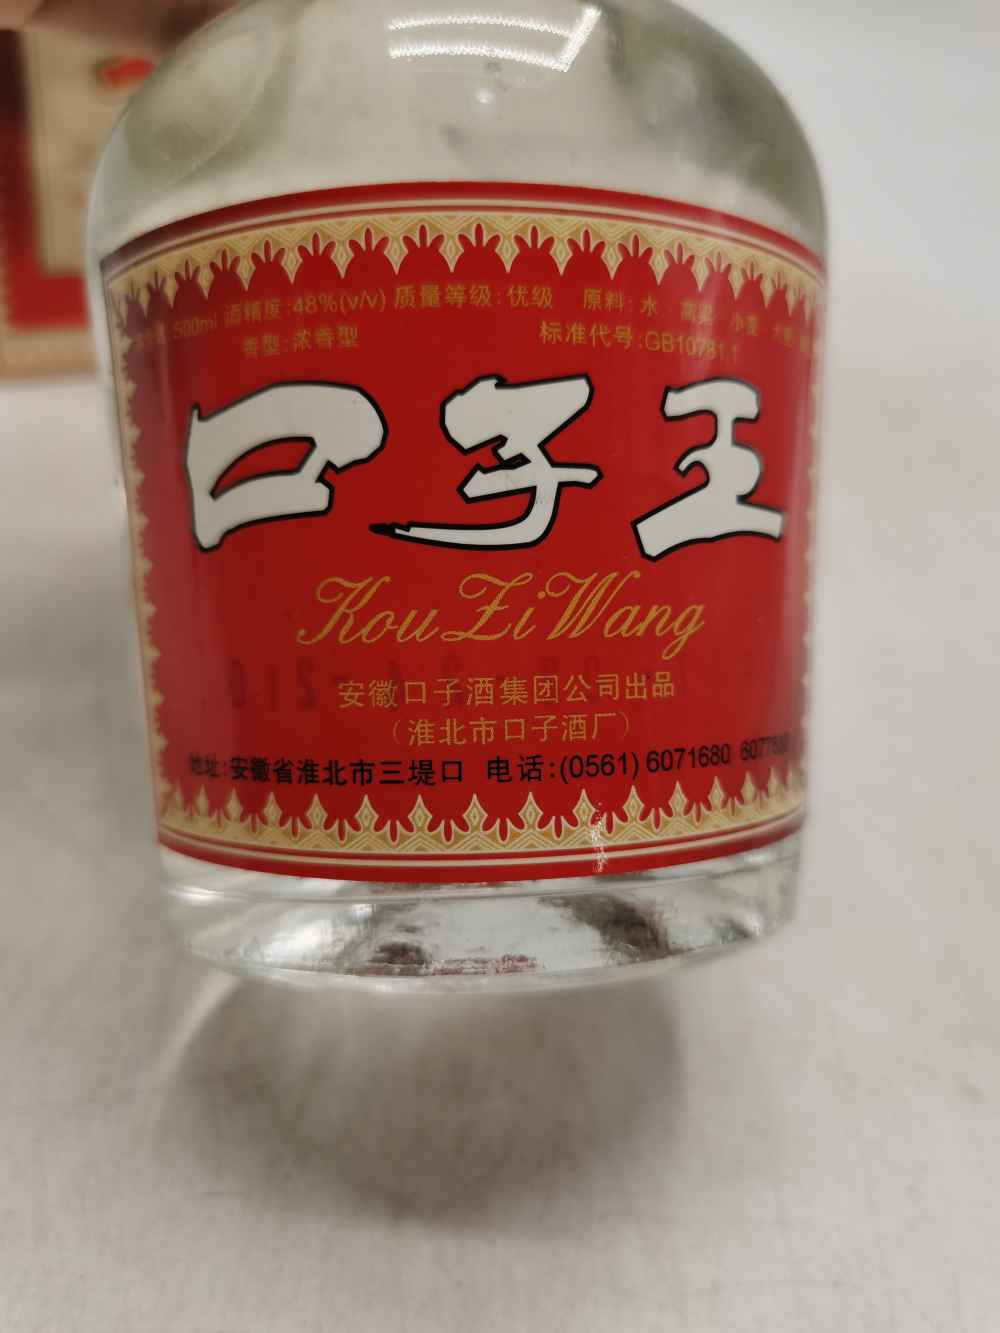 500ml 酒精度:48%(v/v) 质量等级:优级 原料:水 高粱 小麦 大
香型:浓香型 标准代号:GB10781.1
口子王
Kou Zi Wang
安徽口子酒集团公司出品
(淮北市口子酒厂)
地址:安徽省淮北市三堤口 电话:(0561) 6071680